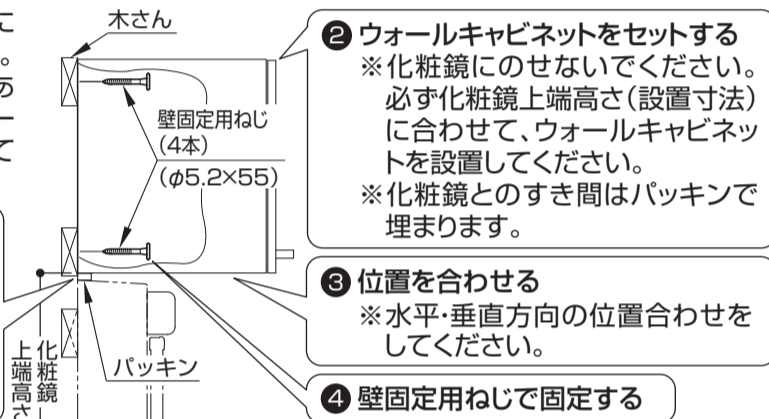 に
。
の
ー
て
木さん
壁固定用ねじ
(4本)
(φ5.2×55)
パッキン
化粧鏡
上端高さ
❷ ウォールキャビネットをセットする
※化粧鏡にのせないでください。
必ず化粧鏡上端高さ(設置寸法)
に合わせて、ウォールキャビネッ
トを設置してください。
※化粧鏡とのすき間はパッキンで
埋まります。
❸ 位置を合わせる
※水平・垂直方向の位置合わせを
してください。
❹ 壁固定用ねじで固定する